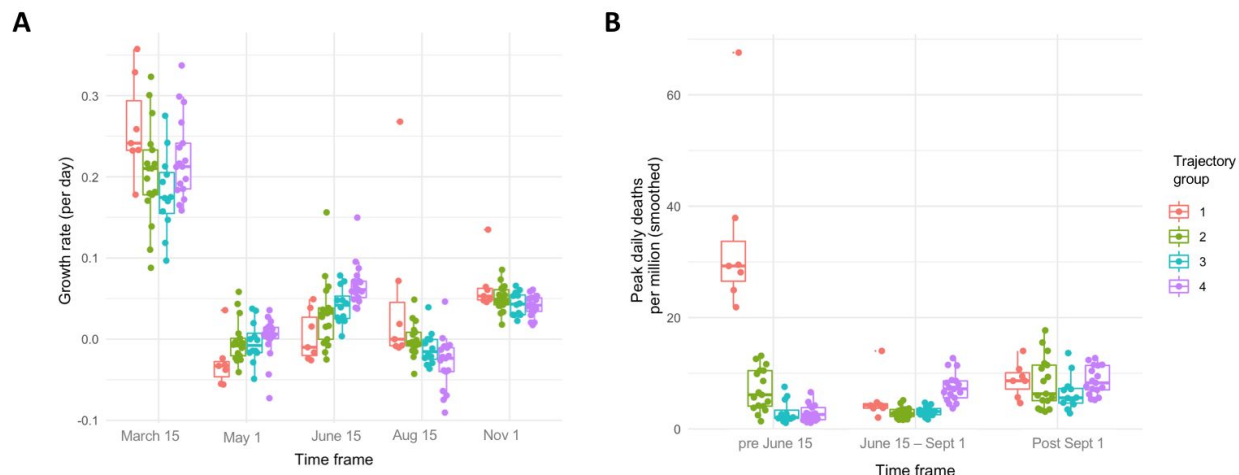 A
Growth rate (per day)
0.3
0.2
0.1
0.0
-0.1
March 15
May 1
June 15
Aug 15
Nov 1
Time frame
B
Peak daily deaths
per million (smoothed)
60
40
20
0
pre June 15
June 15 – Sept 1
Post Sept 1
Time frame
Trajectory
group
1
2
3
4